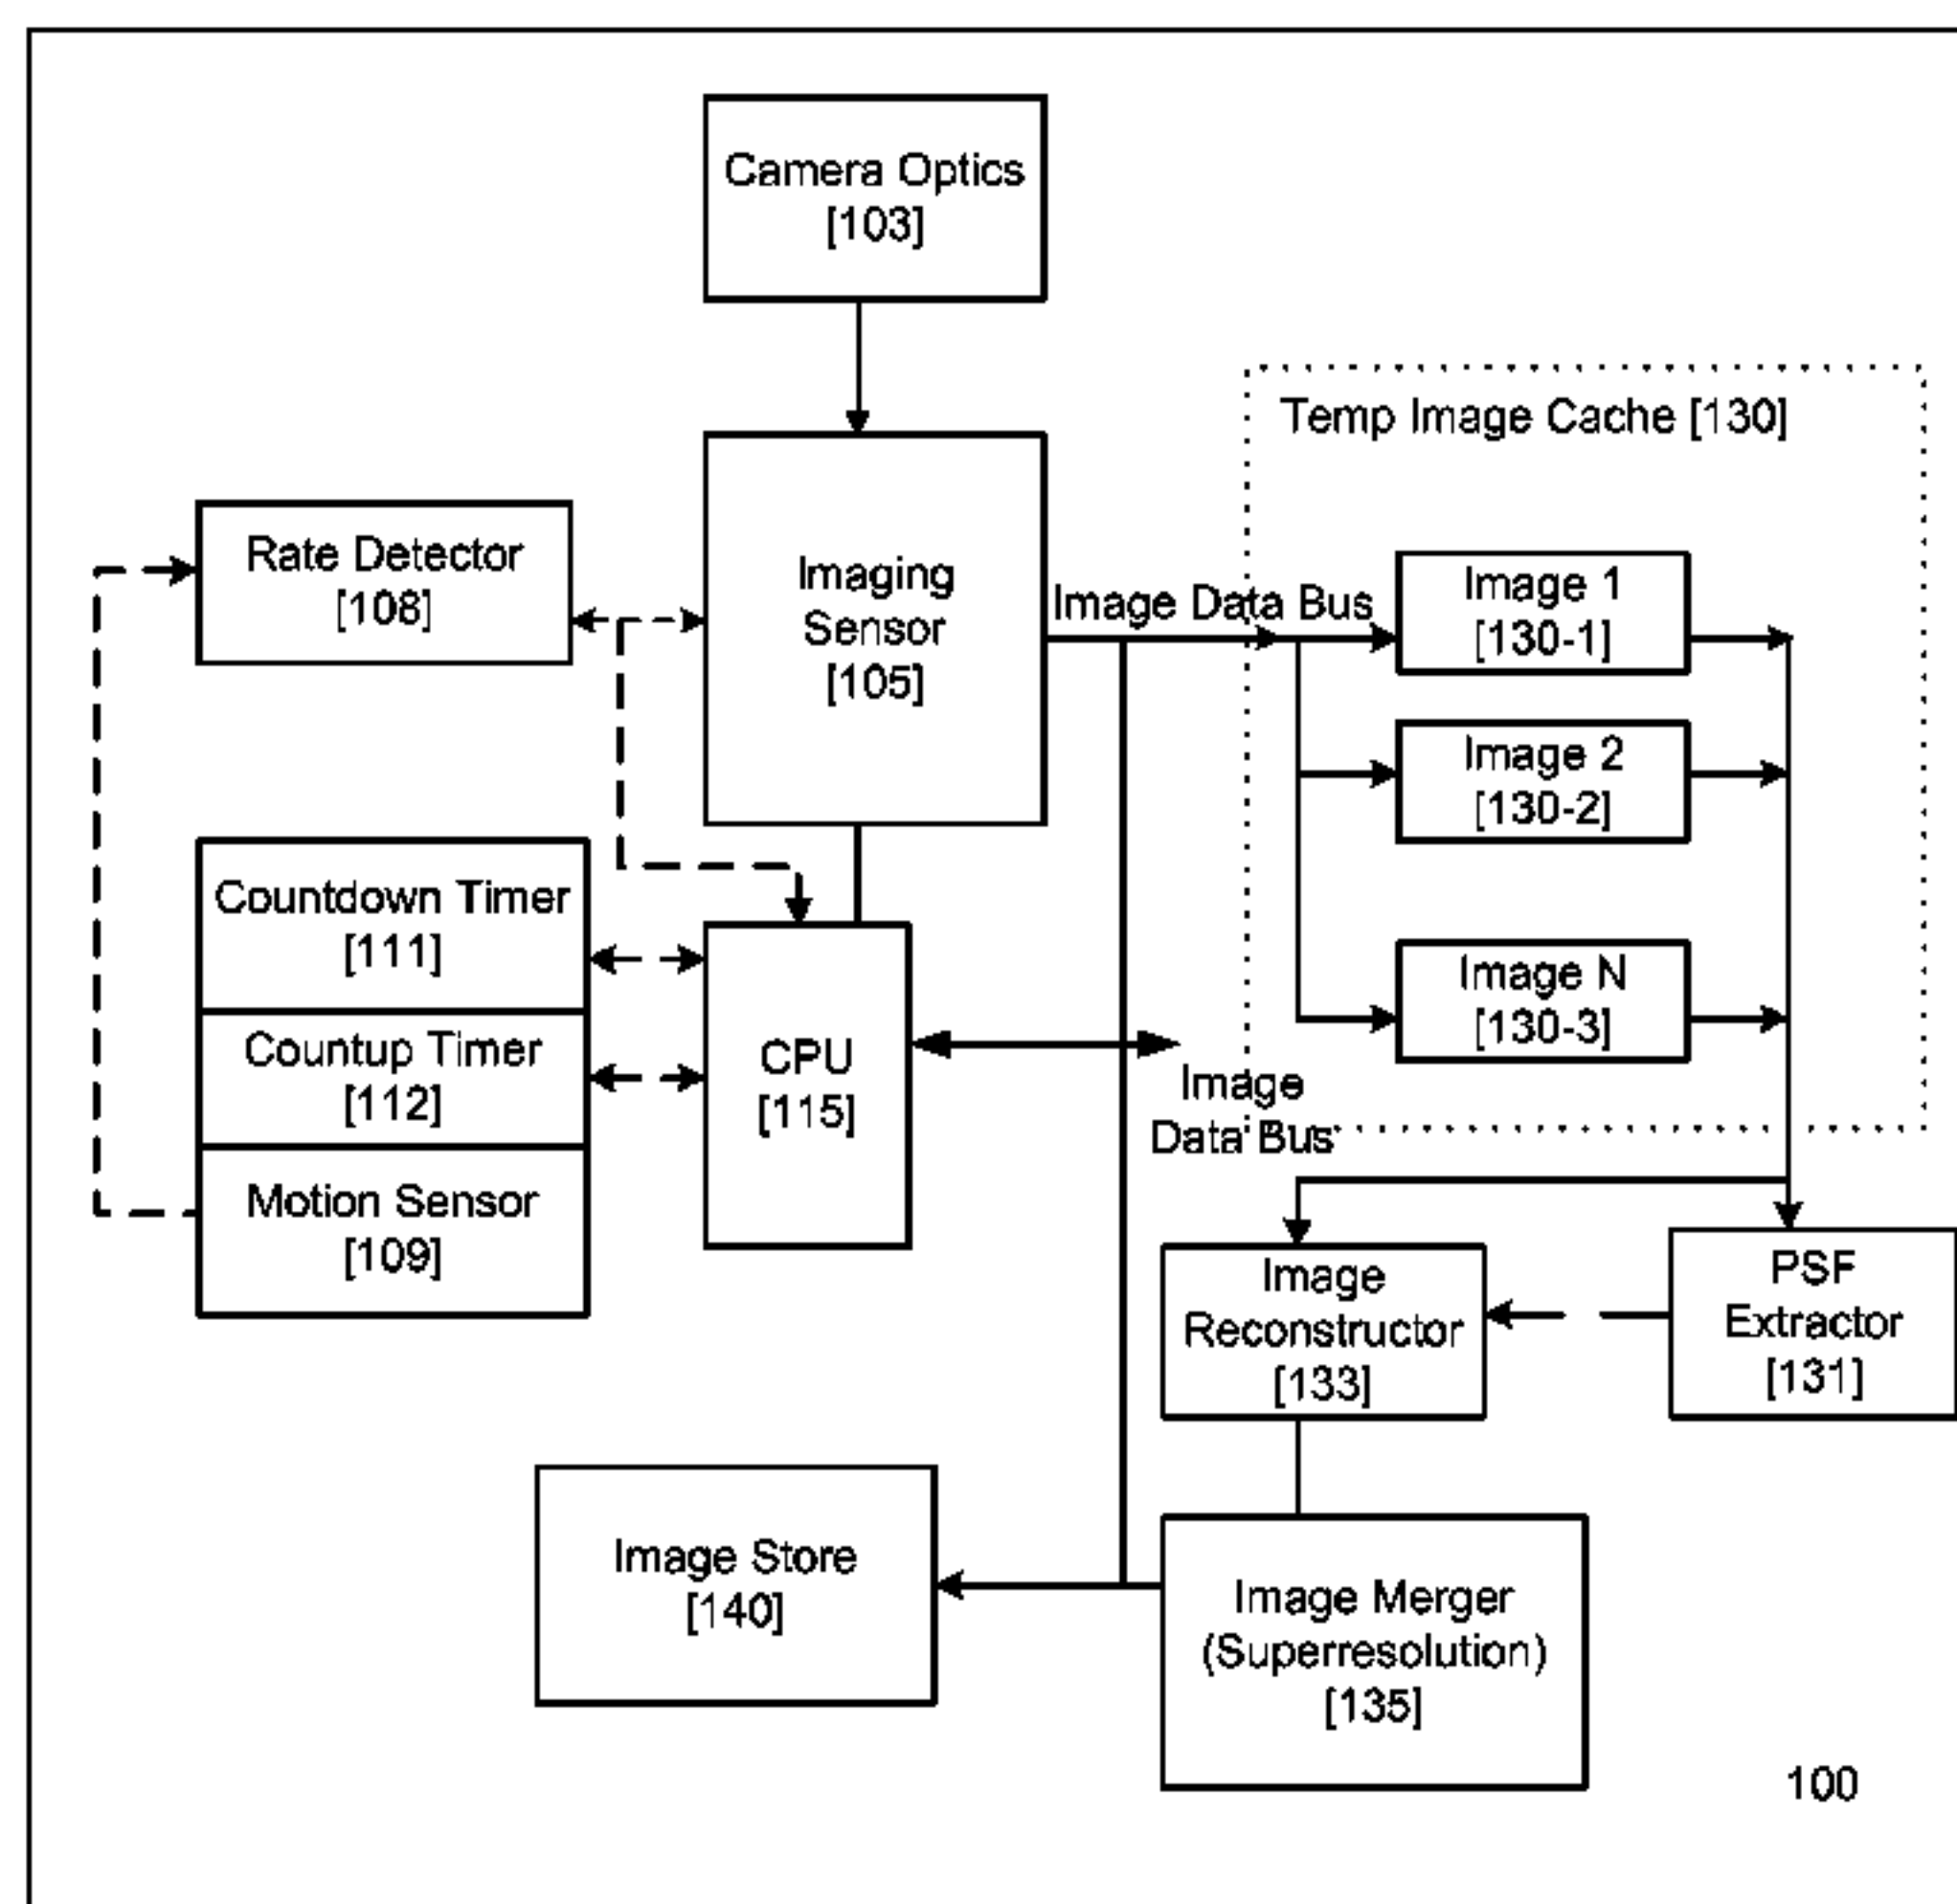 Camera Optics
[103]
Temp Image Cache [130]
Rate Detector
[108]
Imaging
Sensor
[105]
Image Data Bus
Image 1
[130-1]
Image 2
[130-2]
Image N
[130-3]
Countdown Timer
[111]
Countup Timer
[112]
Motion Sensor
[109]
CPU
[115]
Image
Data Bus
Image
Reconstructor
[133]
PSF
Extractor
[131]
Image Store
[140]
Image Merger
(Superresolution)
[135]
100